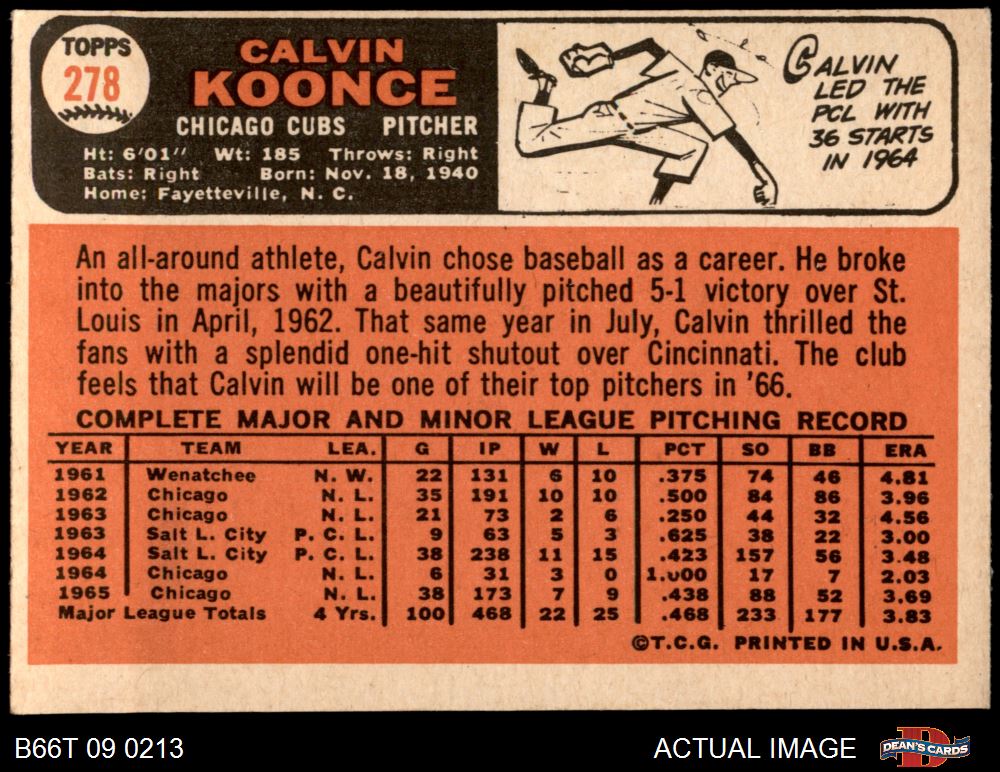 TOPPS
278
CALVIN
KOONCE
CHICAGO CUBS PITCHER
Ht: 6'01" Wt: 185 Throws: Right
Bats: Right Born: Nov. 18, 1940
Home: Fayetteville, N. C.
CALVIN
LED THE
PCL WITH
36 STARTS
IN 1964
An all-around athlete, Calvin chose baseball as a career. He broke
into the majors with a beautifully pitched 5-1 victory over St.
Louis in April, 1962. That same year in July, Calvin thrilled the
fans with a splendid one-hit shutout over Cincinnati. The club
feels that Calvin will be one of their top pitchers in '66.
COMPLETE MAJOR AND MINOR LEAGUE PITCHING RECORD
YEAR TEAM LEA. G IP W L PCT SO BB ERA
1961 Wenatchee N. W. 22 131 6 10 .375 74 46 4.81
1962 Chicago N. L. 35 191 10 10 .500 84 86 3.96
1963 Chicago N. L. 21 73 2 6 .250 44 32 4.56
1963 Salt L. City P. C. L. 9 63 5 3 .625 38 22 3.00
1964 Salt L. City P. C. L. 38 238 11 15 .423 157 56 3.48
1964 Chicago N. L. 6 31 3 0 1.000 17 7 2.03
1965 Chicago N. L. 38 173 7 9 .438 88 52 3.69
Major League Totals 4 Yrs. 100 468 22 25 .468 233 177 3.83
©T.C.G. PRINTED IN U.S.A.
B66T 09 0213 ACTUAL IMAGE DEAN'S CARDS